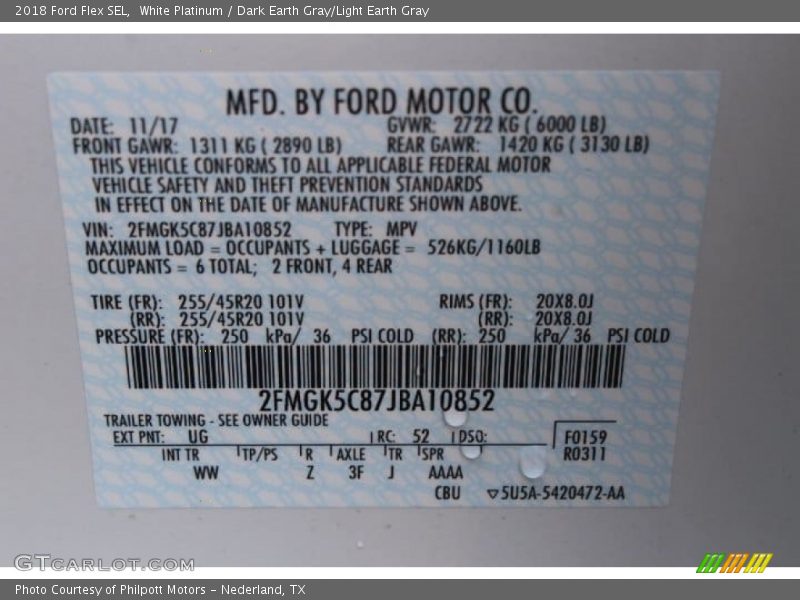 2018 Ford Flex SEL,  White Platinum / Dark Earth Gray/Light Earth Gray
MFD. BY FORD MOTOR CO.
DATE: 11/17 GVWR: 2722 KG ( 6000 LB)
FRONT GAWR: 1311 KG ( 2890 LB) REAR GAWR: 1420 KG ( 3130 LB)
THIS VEHICLE CONFORMS TO ALL APPLICABLE FEDERAL MOTOR
VEHICLE SAFETY AND THEFT PREVENTION STANDARDS
IN EFFECT ON THE DATE OF MANUFACTURE SHOWN ABOVE.
VIN: 2FMGK5C87JBA10852 TYPE: MPV
MAXIMUM LOAD = OCCUPANTS + LUGGAGE = 526KG/1160LB
OCCUPANTS = 6 TOTAL; 2 FRONT, 4 REAR
TIRE (FR): 255/45R20 101V RIMS (FR): 20X8.0J
(RR): 255/45R20 101V (RR): 20X8.0J
PRESSURE (FR): 250 kPa/ 36 PSI COLD (RR): 250 kPa/ 36 PSI COLD
2FMGK5C87JBA10852
TRAILER TOWING - SEE OWNER GUIDE
EXT PNT: UG RC: 52 DSO: F0159
INT TR TP/PS R AXLE TR SPR R0311
WW Z 3F J AAAA
CBU ▽5U5A-5420472-AA
GTCARLOT.COM
Photo Courtesy of Philpott Motors - Nederland, TX